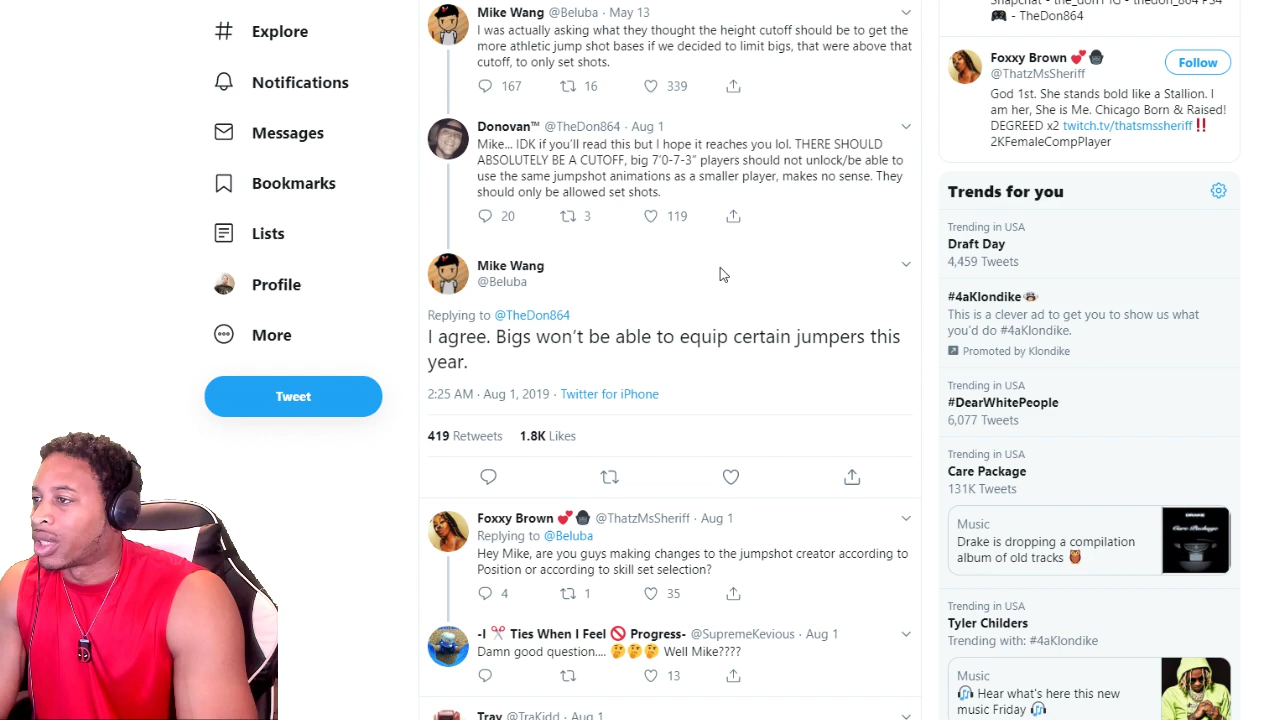 Explore
Notifications
Messages
Bookmarks
Lists
Profile
More
Tweet
Mike Wang @Beluba · May 13
I was actually asking what they thought the height cutoff should be to get the
more athletic jump shot bases if we decided to limit bigs, that were above that
cutoff, to only set shots.
167 16 339
Donovan™ @TheDon864 · Aug 1
Mike... IDK if you'll read this but I hope it reaches you lol. THERE SHOULD
ABSOLUTELY BE A CUTOFF, big 7'0-7-3" players should not unlock/be able to
use the same jumpshot animations as a smaller player, makes no sense. They
should only be allowed set shots.
20 3 119
Mike Wang
@Beluba
Replying to @TheDon864
I agree. Bigs won't be able to equip certain jumpers this
year.
2:25 AM · Aug 1, 2019 · Twitter for iPhone
419 Retweets 1.8K Likes
Foxxy Brown 💕 @ThatzMsSheriff · Aug 1
Replying to @Beluba
Hey Mike, are you guys making changes to the jumpshot creator according to
Position or according to skill set selection?
4 1 35
-I ✂ Ties When I Feel 🚫 Progress- @SupremeKevious · Aug 1
Damn good question.... 🤔🤔🤔 Well Mike????
13
Tray @TraKidd · Aug 1
🎮 - TheDon864
Foxxy Brown 💕
@ThatzMsSheriff
Follow
God 1st. She stands bold like a Stallion. I
am her, She is Me. Chicago Born & Raised!
DEGREED x2 twitch.tv/thatsmssheriff ‼️
2KFemaleCompPlayer
Trends for you
Trending in USA
Draft Day
4,459 Tweets
#4aKlondike
This is a clever ad to get you to show us what
you'd do #4aKlondike.
Promoted by Klondike
Trending in USA
#DearWhitePeople
6,077 Tweets
Trending in USA
Care Package
131K Tweets
Music
Drake is dropping a compilation
album of old tracks 🦉
Trending in USA
Tyler Childers
Trending with: #4aKlondike
Music
🎧 Hear what's here this new
music Friday 🎧